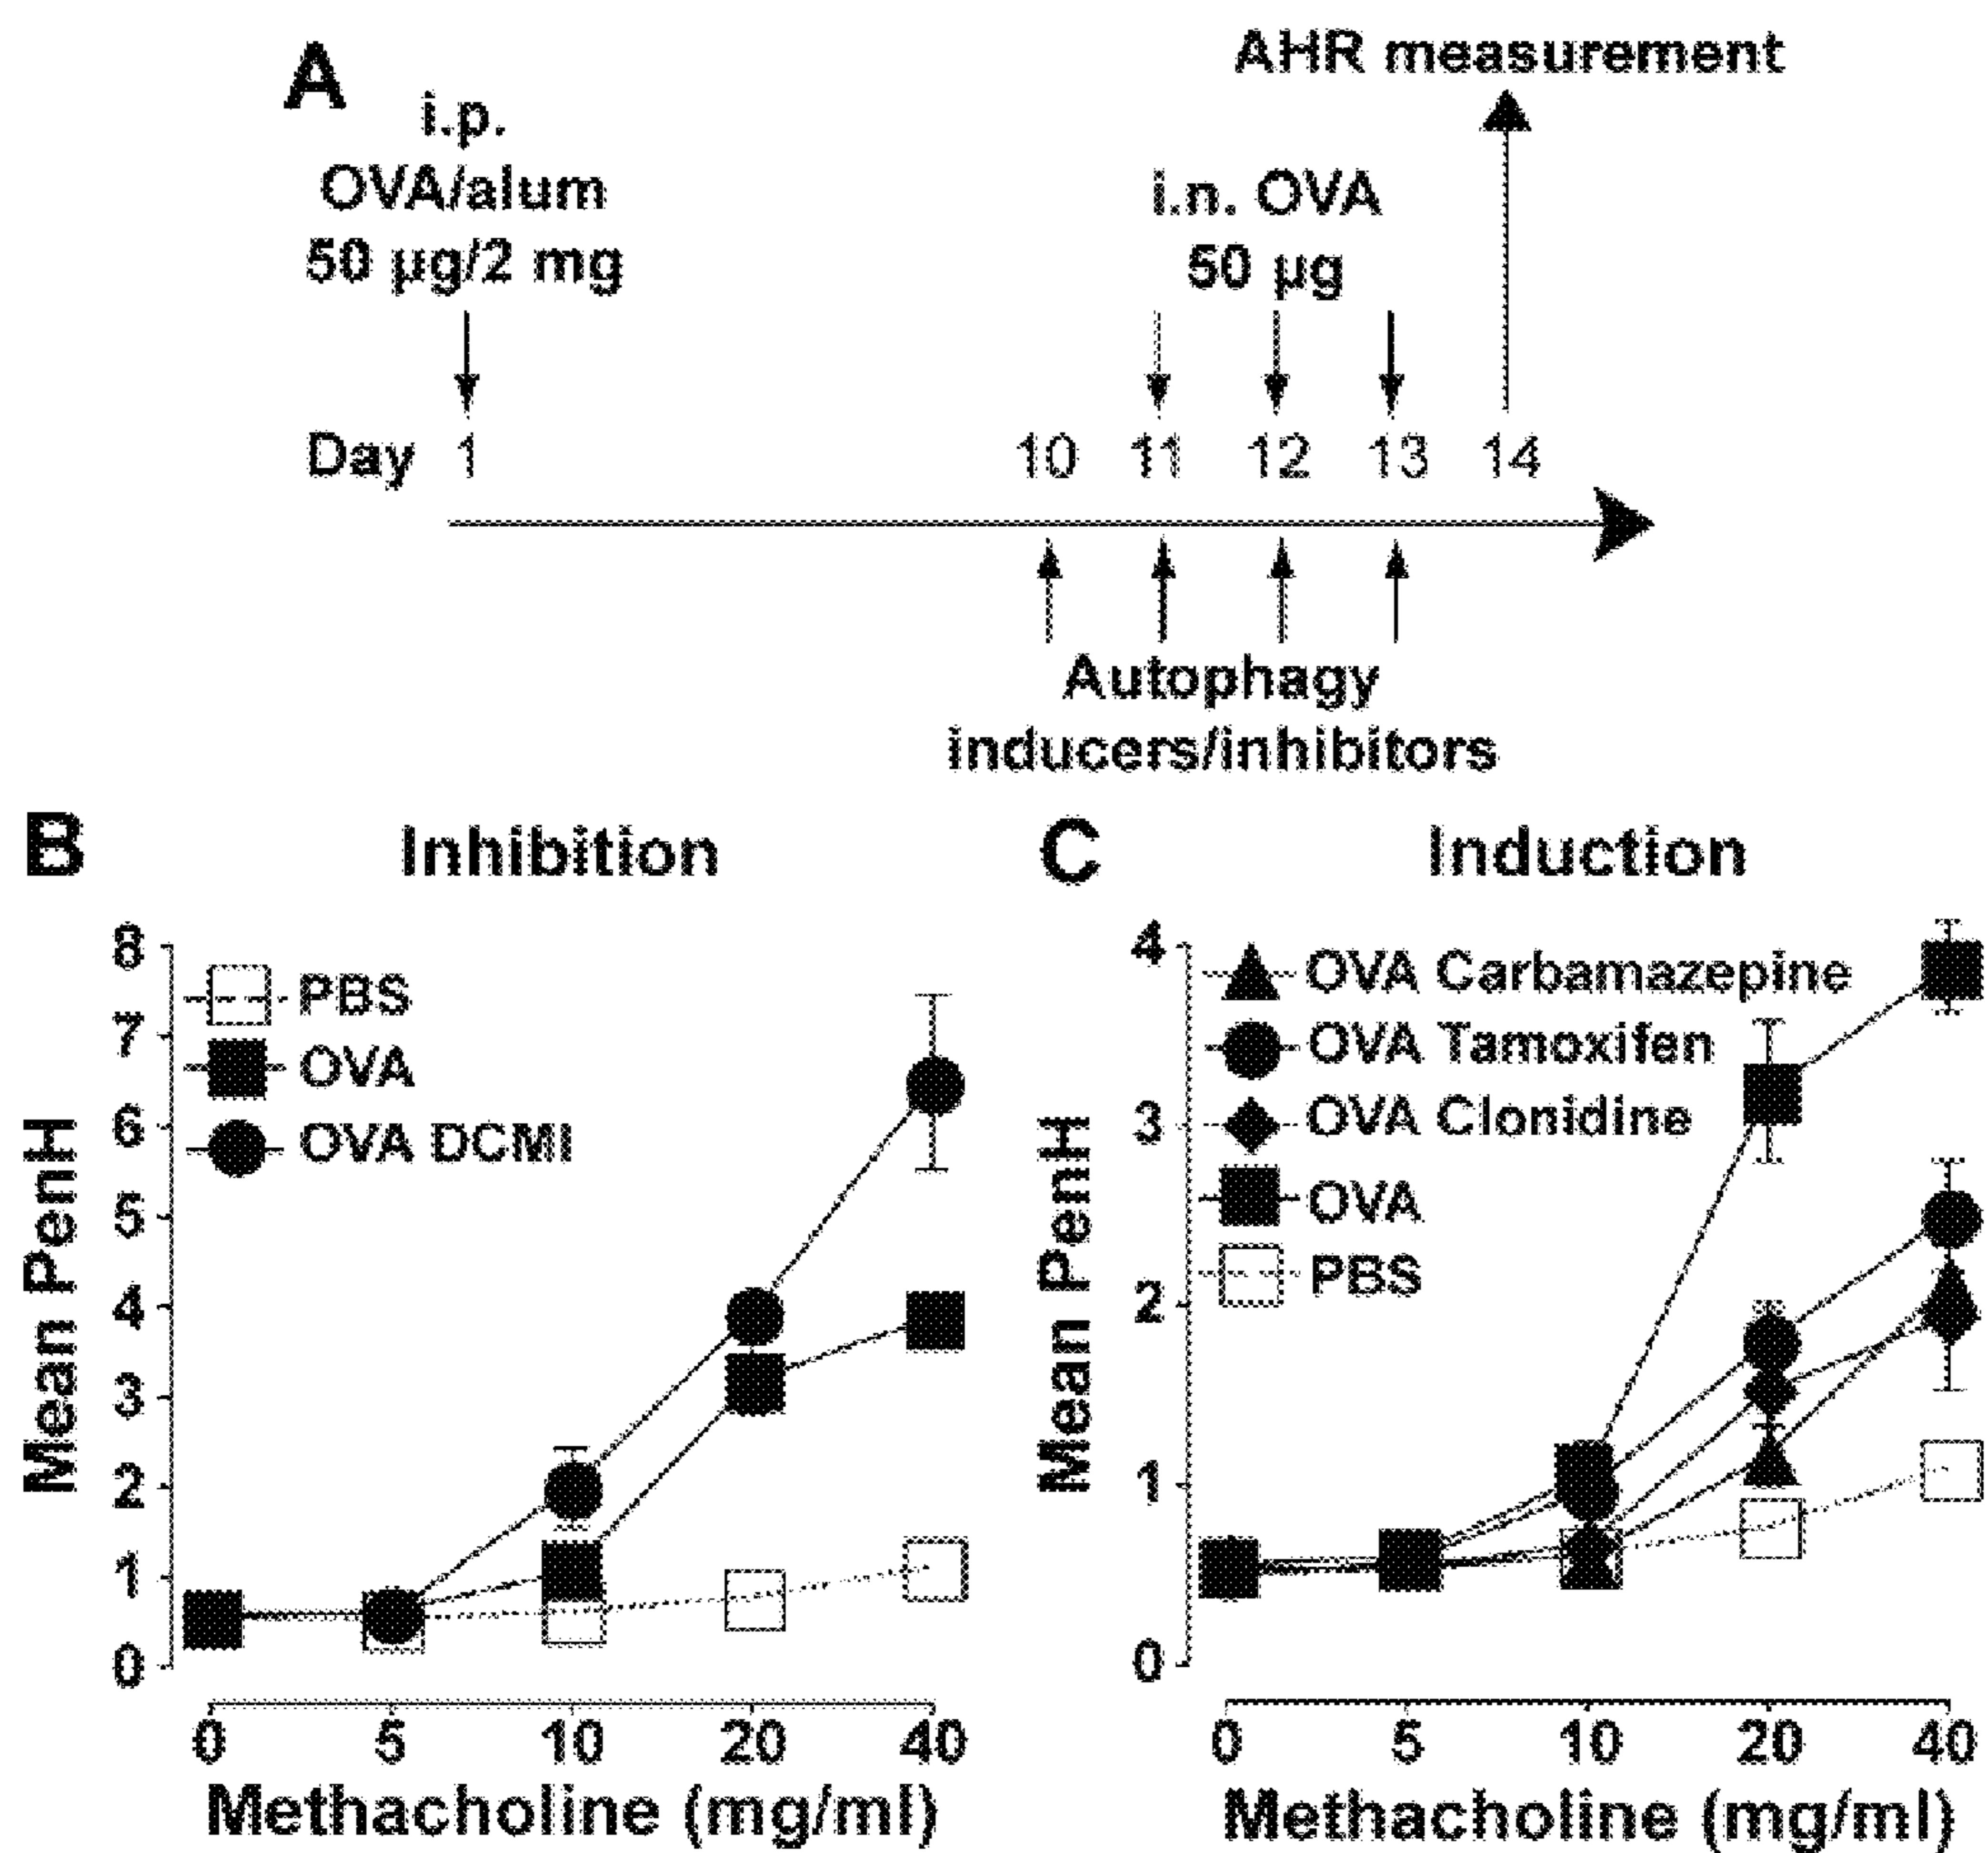 A
AHR measurement
i.p.
OVA/alum
50 µg/2 mg
i.n. OVA
50 µg
Day 1 10 11 12 13 14
Autophagy
inducers/inhibitors
B Inhibition
8
7
6
5
4
3
2
1
0
Mean PenH
PBS
OVA
OVA DCMI
0 5 10 20 40
Methacholine (mg/ml)
C Induction
4
3
2
1
0
Mean PenH
OVA Carbamazepine
OVA Tamoxifen
OVA Clonidine
OVA
PBS
0 5 10 20 40
Methacholine (mg/ml)